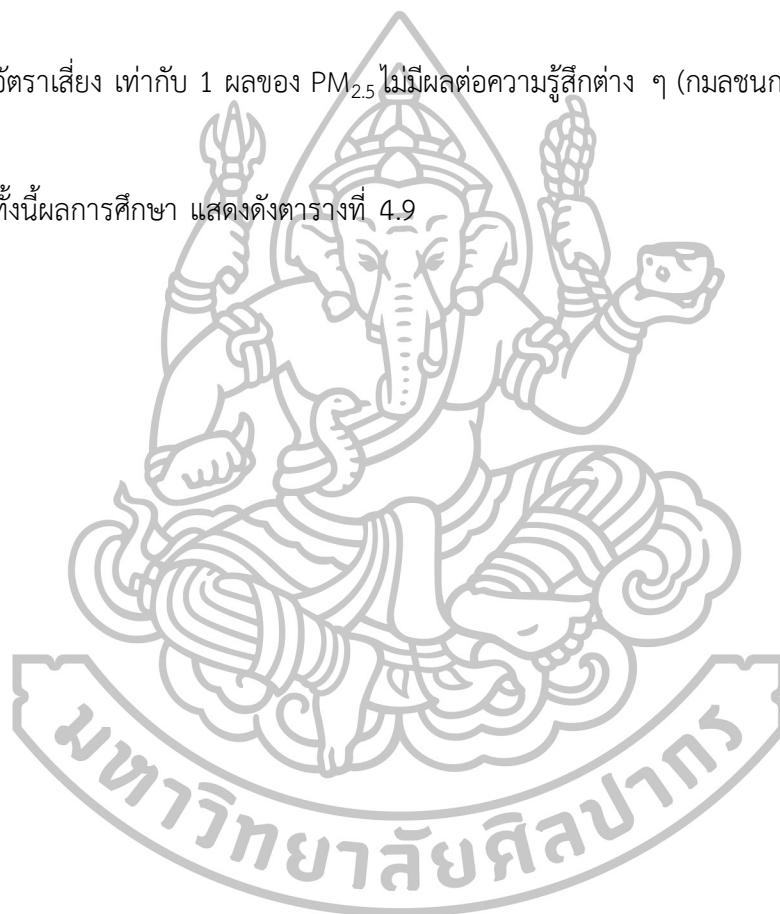 อัตราเสี่ยง เท่ากับ 1 ผลของ PM2.5 ไม่มีผลต่อความรู้สึกต่าง ๆ (กมลชนก
ทั้งนี้ผลการศึกษา แสดงดังตารางที่ 4.9
มหาวิทยาลัยศิลปากร